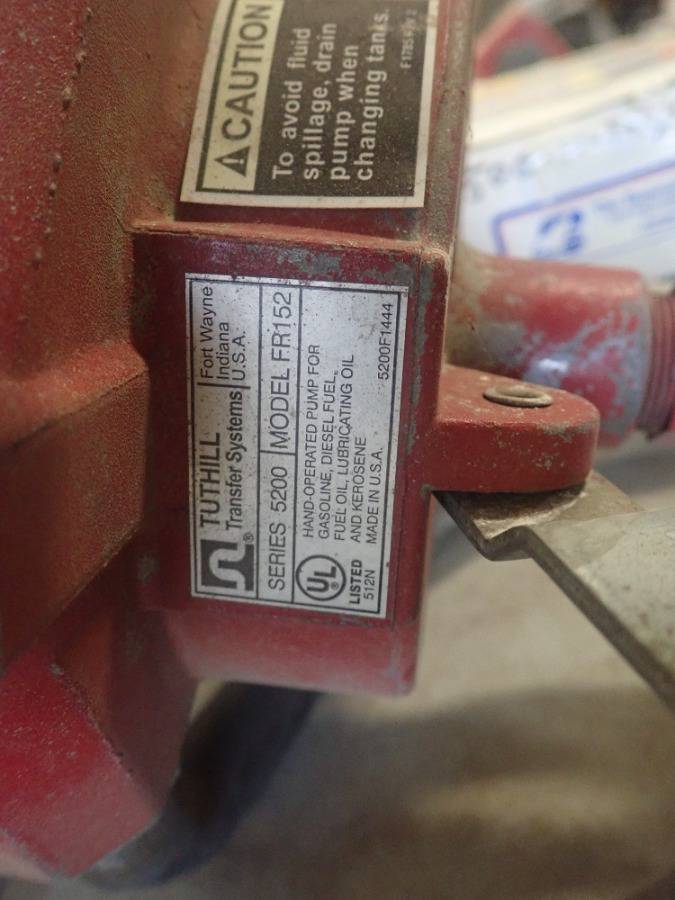 CAUTION
To avoid fluid
spillage, drain
pump when
changing tanks.
TUTHILL
Transfer Systems
®
Fort Wayne
Indiana
U.S.A.
SERIES 5200
MODEL FR152
UL
®
LISTED
512N
HAND-OPERATED PUMP FOR
GASOLINE, DIESEL FUEL,
FUEL OIL, LUBRICATING OIL
AND KEROSENE
MADE IN U.S.A.
5200F1444